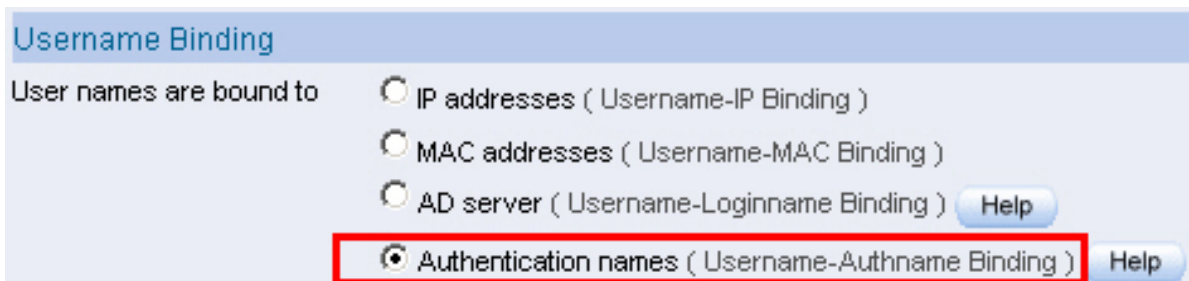 Username Binding
User names are bound to IP addresses ( Username-IP Binding )
MAC addresses ( Username-MAC Binding )
AD server ( Username-Loginname Binding ) Help
Authentication names ( Username-Authname Binding ) Help